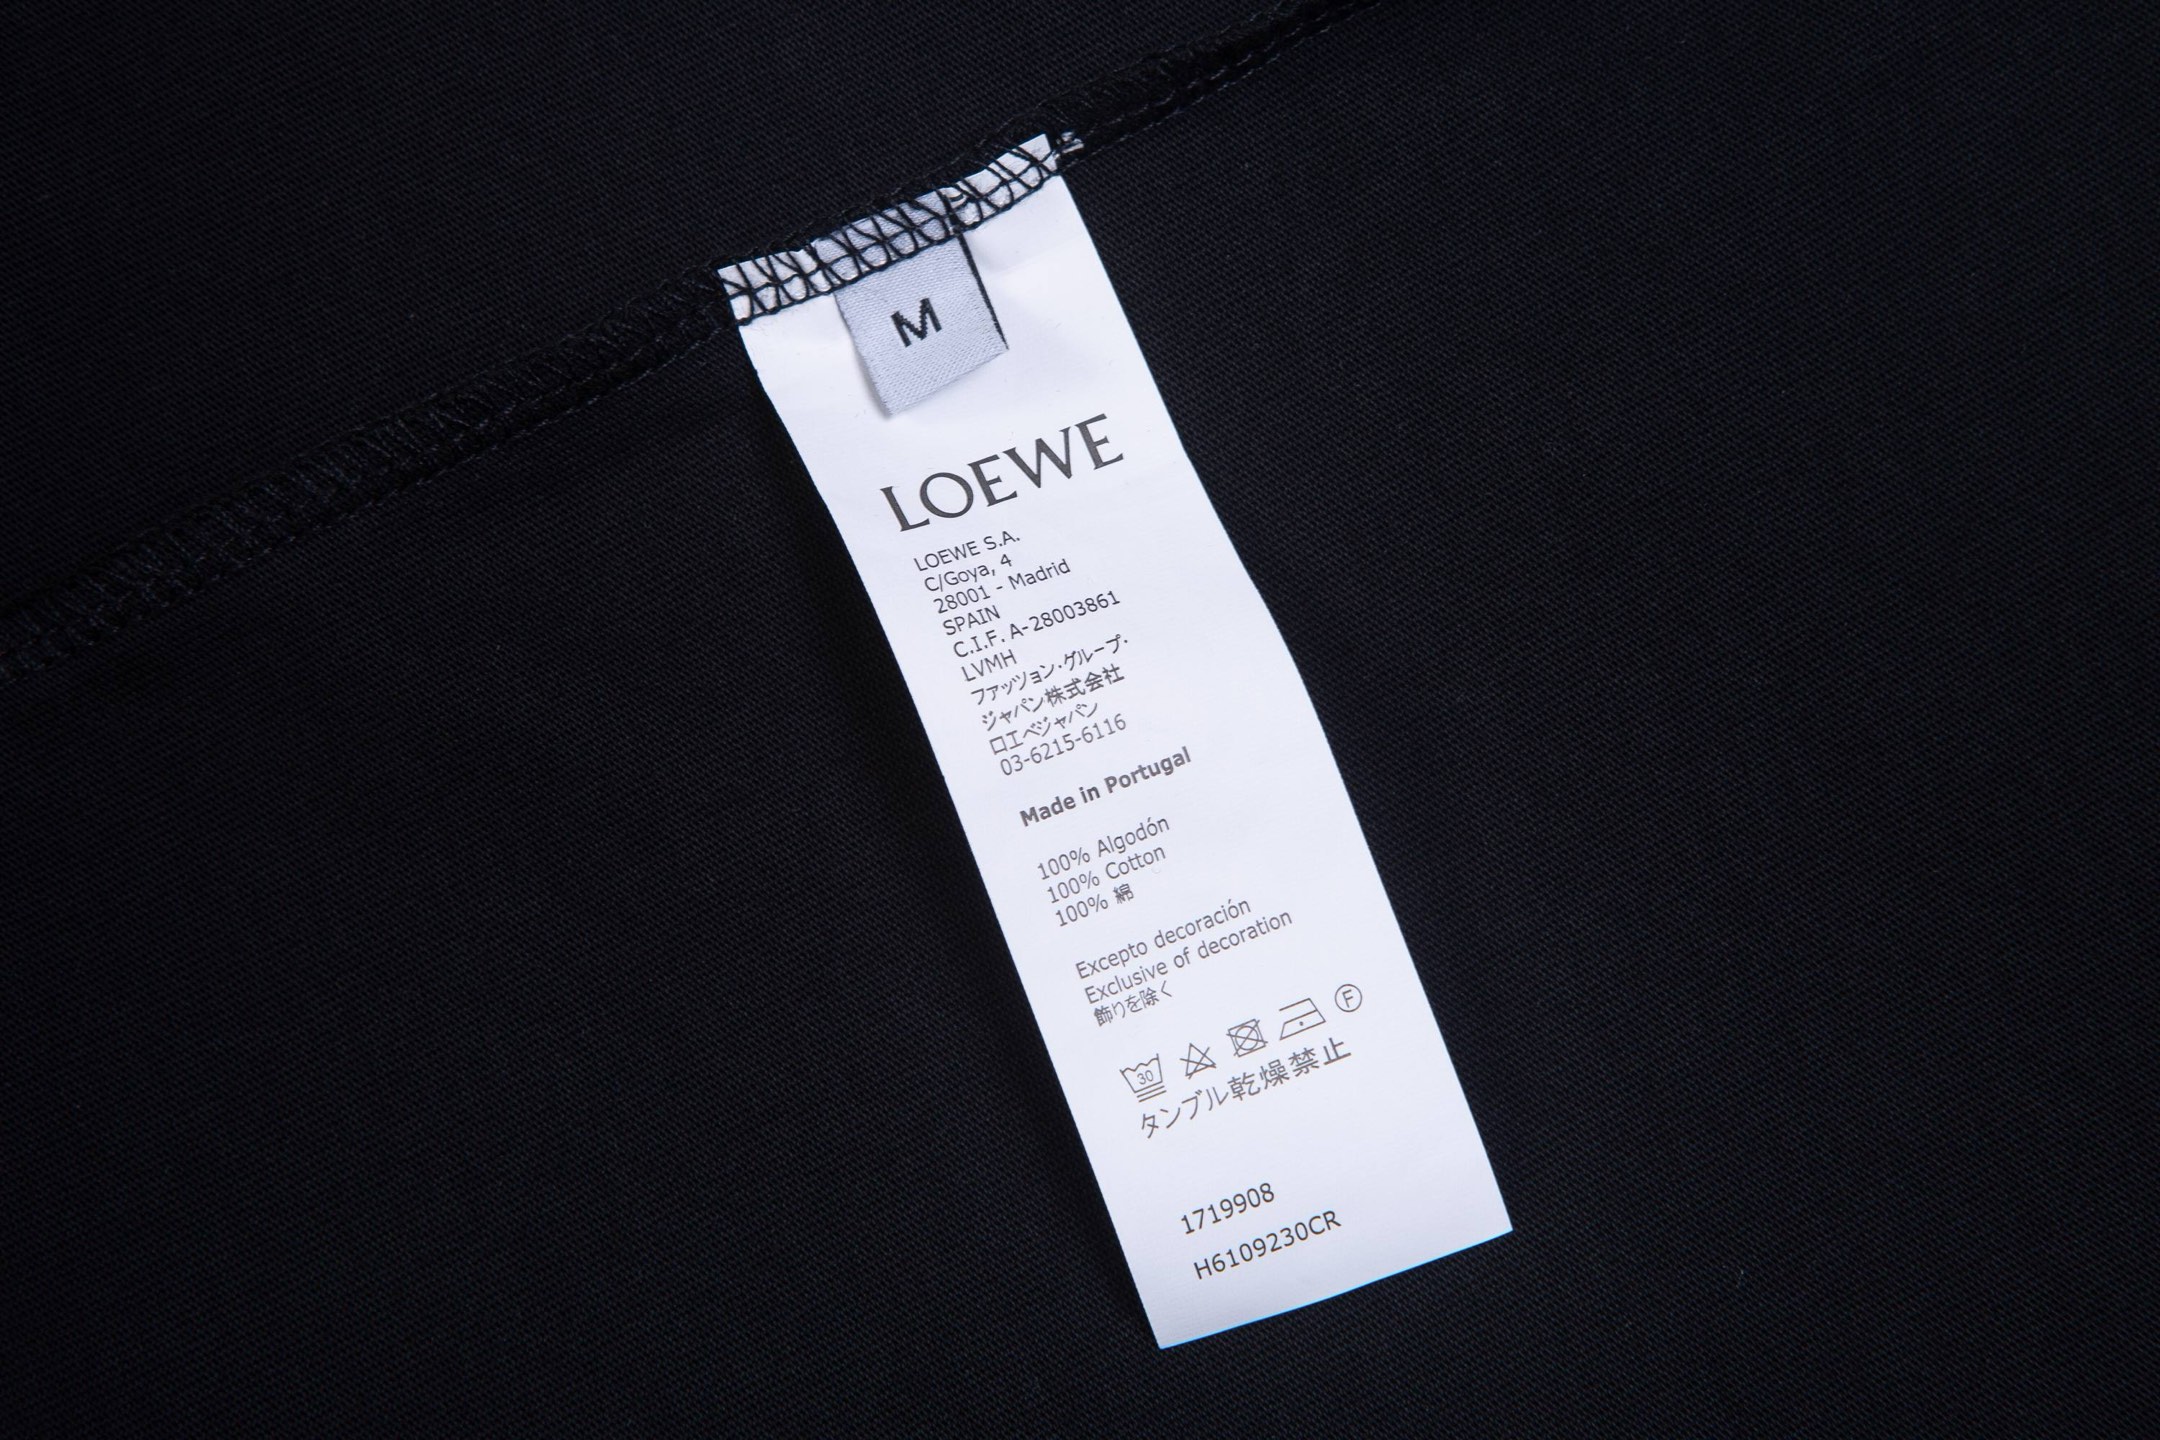 M
LOEWE
LOEWE S.A.
C/Goya, 4
28001 - Madrid
SPAIN
C.I.F. A-28003861
LVMH
ファッツョン·グループ·
ジャパン株式会社
ロエベジャパン
03-6215-6116
Made in Portugal
100% Algodón
100% Cotton
100% 綿
Excepto decoración
Exclusive of decoration
飾りを除く
30
F
タンブル乾燥禁止
1719908
H6109230CR